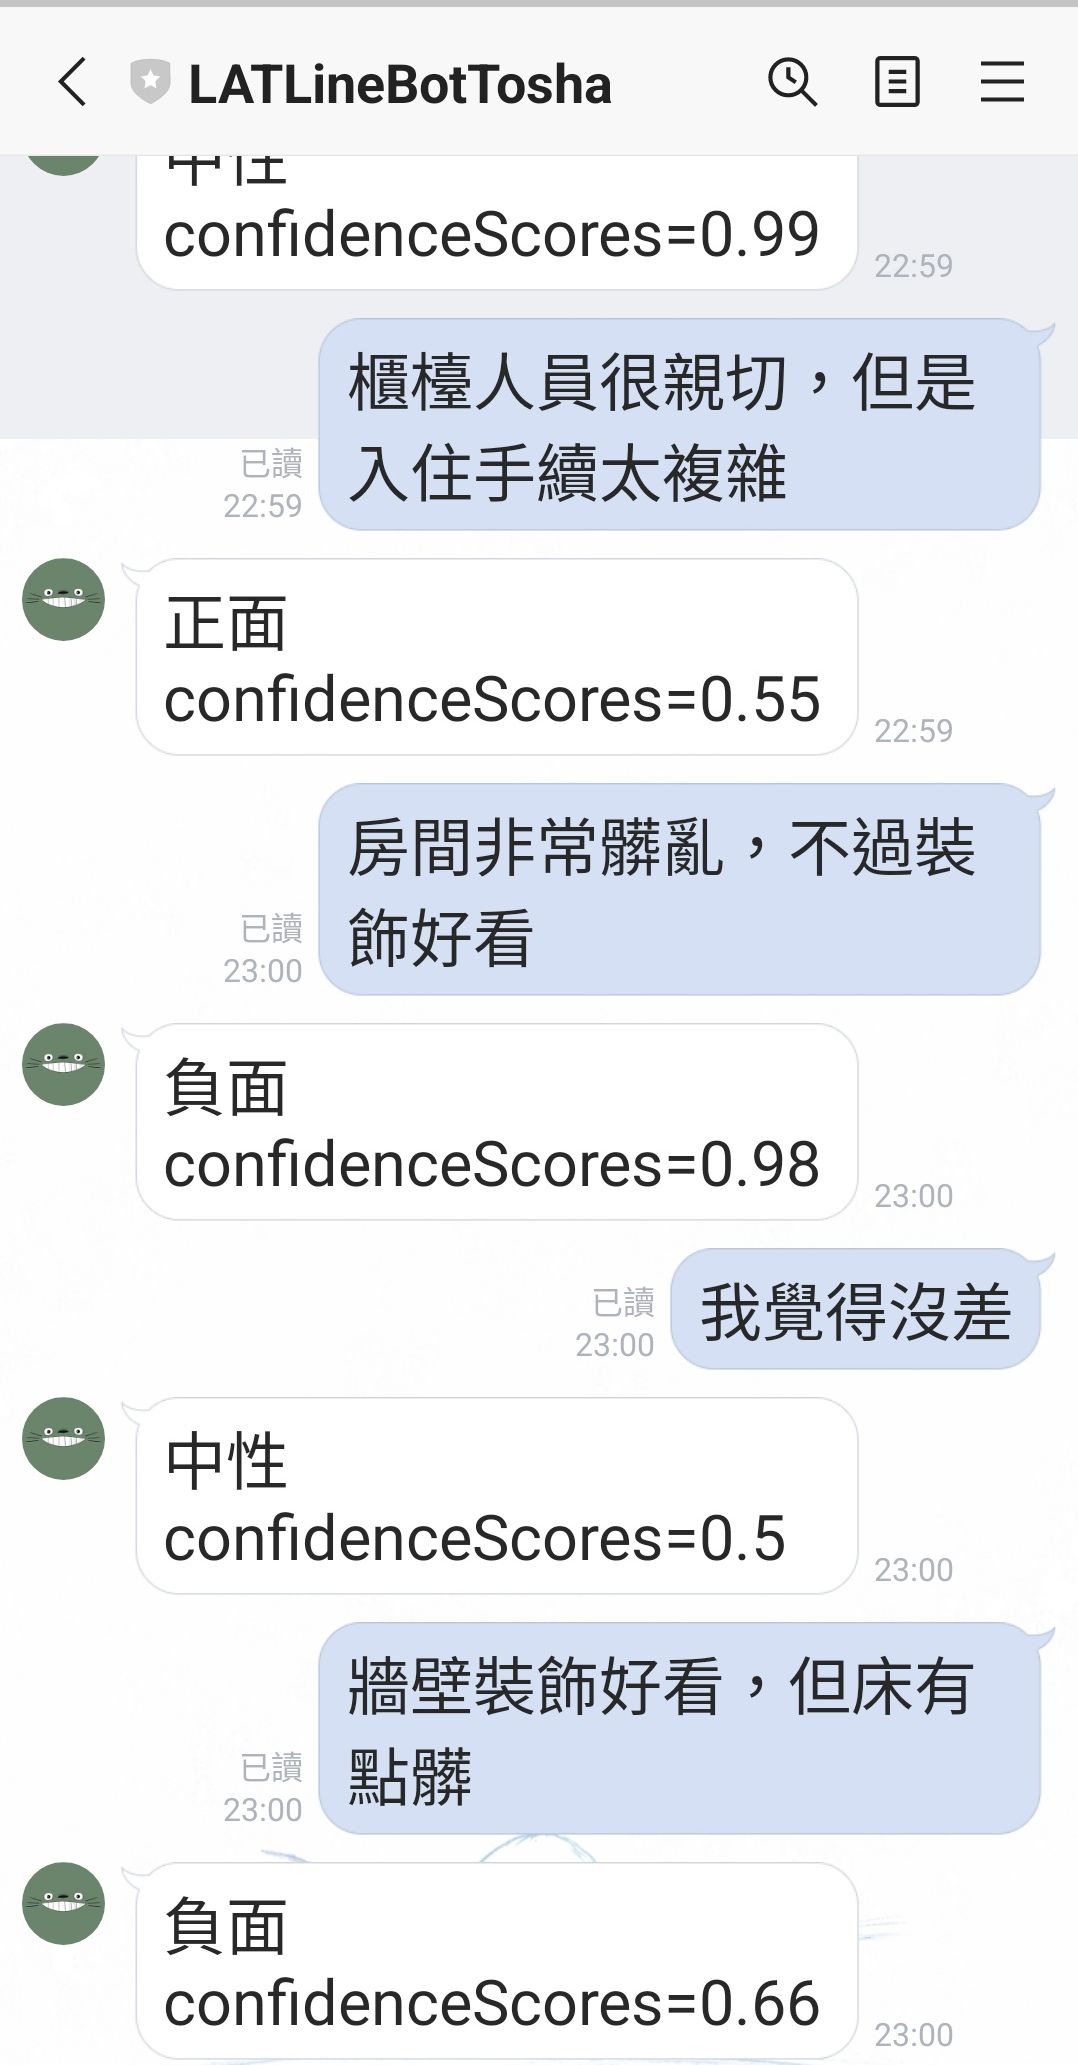 LATLineBotTosha
中性
confidenceScores=0.99
22:59
櫃檯人員很親切，但是
入住手續太複雜
已讀
22:59
正面
confidenceScores=0.55
22:59
房間非常髒亂，不過裝
飾好看
已讀
23:00
負面
confidenceScores=0.98
23:00
我覺得沒差
已讀
23:00
中性
confidenceScores=0.5
23:00
牆壁裝飾好看，但床有
點髒
已讀
23:00
負面
confidenceScores=0.66
23:00